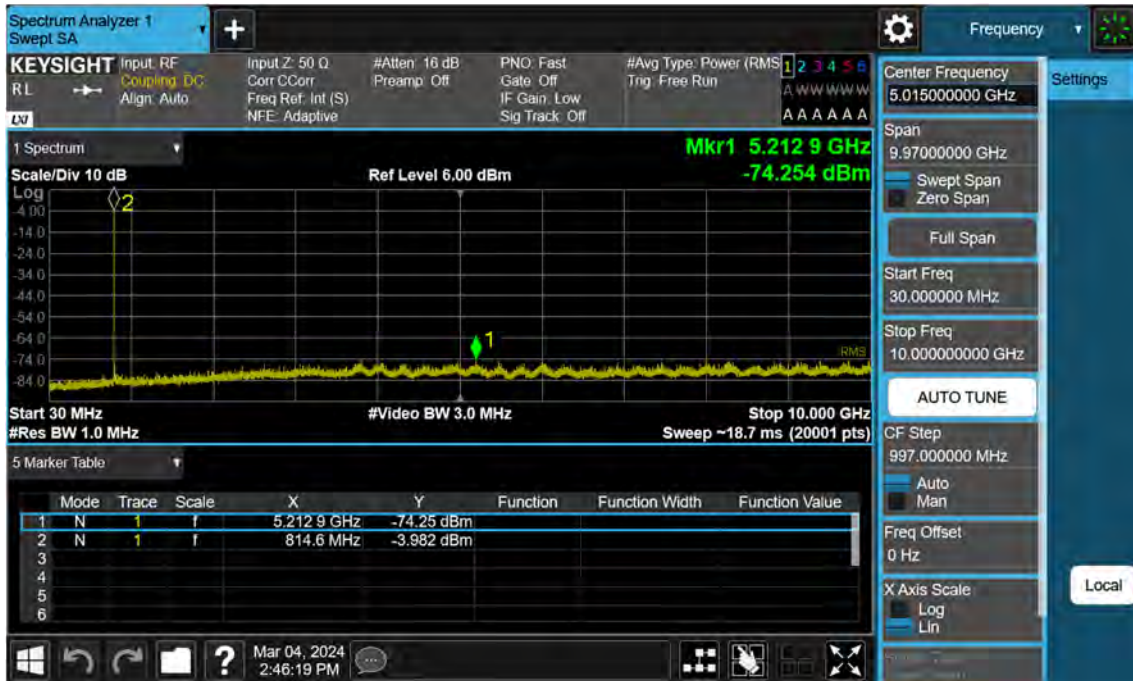 Spectrum Analyzer 1
Swept SA
+
Frequency
KEYSIGHT
RL
LXI
Input: RF
Coupling: DC
Align: Auto
Input Z: 50 Ω
Corr CCorr
Freq Ref: Int (S)
NFE: Adaptive
#Atten: 16 dB
Preamp: Off
PNO: Fast
Gate: Off
IF Gain: Low
Sig Track: Off
#Avg Type: Power (RMS
Trig: Free Run
1 2 3 4 5 6
A W W W W W
A A A A A A
1 Spectrum
Scale/Div 10 dB
Ref Level 6.00 dBm
Mkr1 5.212 9 GHz
-74.254 dBm
Log
-4.00
-14.0
-24.0
-34.0
-44.0
-54.0
-64.0
-74.0
-84.0
2
1
RMS
Start 30 MHz
#Video BW 3.0 MHz
Stop 10.000 GHz
#Res BW 1.0 MHz
Sweep ~18.7 ms (20001 pts)
5 Marker Table
Mode Trace Scale X Y Function Function Width Function Value
1 N 1 f 5.212 9 GHz -74.25 dBm
2 N 1 f 814.6 MHz -3.982 dBm
3
4
5
6
?
Mar 04, 2024
2:46:19 PM
Center Frequency
5.015000000 GHz
Settings
Span
9.97000000 GHz
Swept Span
Zero Span
Full Span
Start Freq
30.000000 MHz
Stop Freq
10.000000000 GHz
AUTO TUNE
CF Step
997.000000 MHz
Auto
Man
Freq Offset
0 Hz
X Axis Scale
Log
Lin
Local